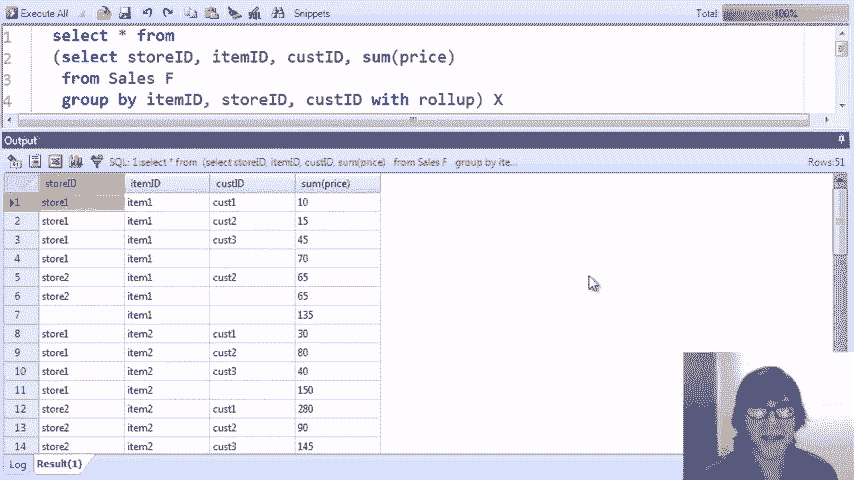 Execute All Snippets Total 100%
1 select * from
2 (select storeID, itemID, custID, sum(price)
3 from Sales F
4 group by itemID, storeID, custID with rollup) X
Output
SQL: 1:select * from (select storeID, itemID, custID, sum(price) from Sales F group by ite... Rows:51
storeID itemID custID sum(price)
1 store1 item1 cust1 10
2 store1 item1 cust2 15
3 store1 item1 cust3 45
4 store1 item1 70
5 store2 item1 cust2 65
6 store2 item1 65
7 item1 135
8 store1 item2 cust1 30
9 store1 item2 cust2 80
10 store1 item2 cust3 40
11 store1 item2 150
12 store2 item2 cust1 280
13 store2 item2 cust2 90
14 store2 item2 cust3 145
Log Result(1)